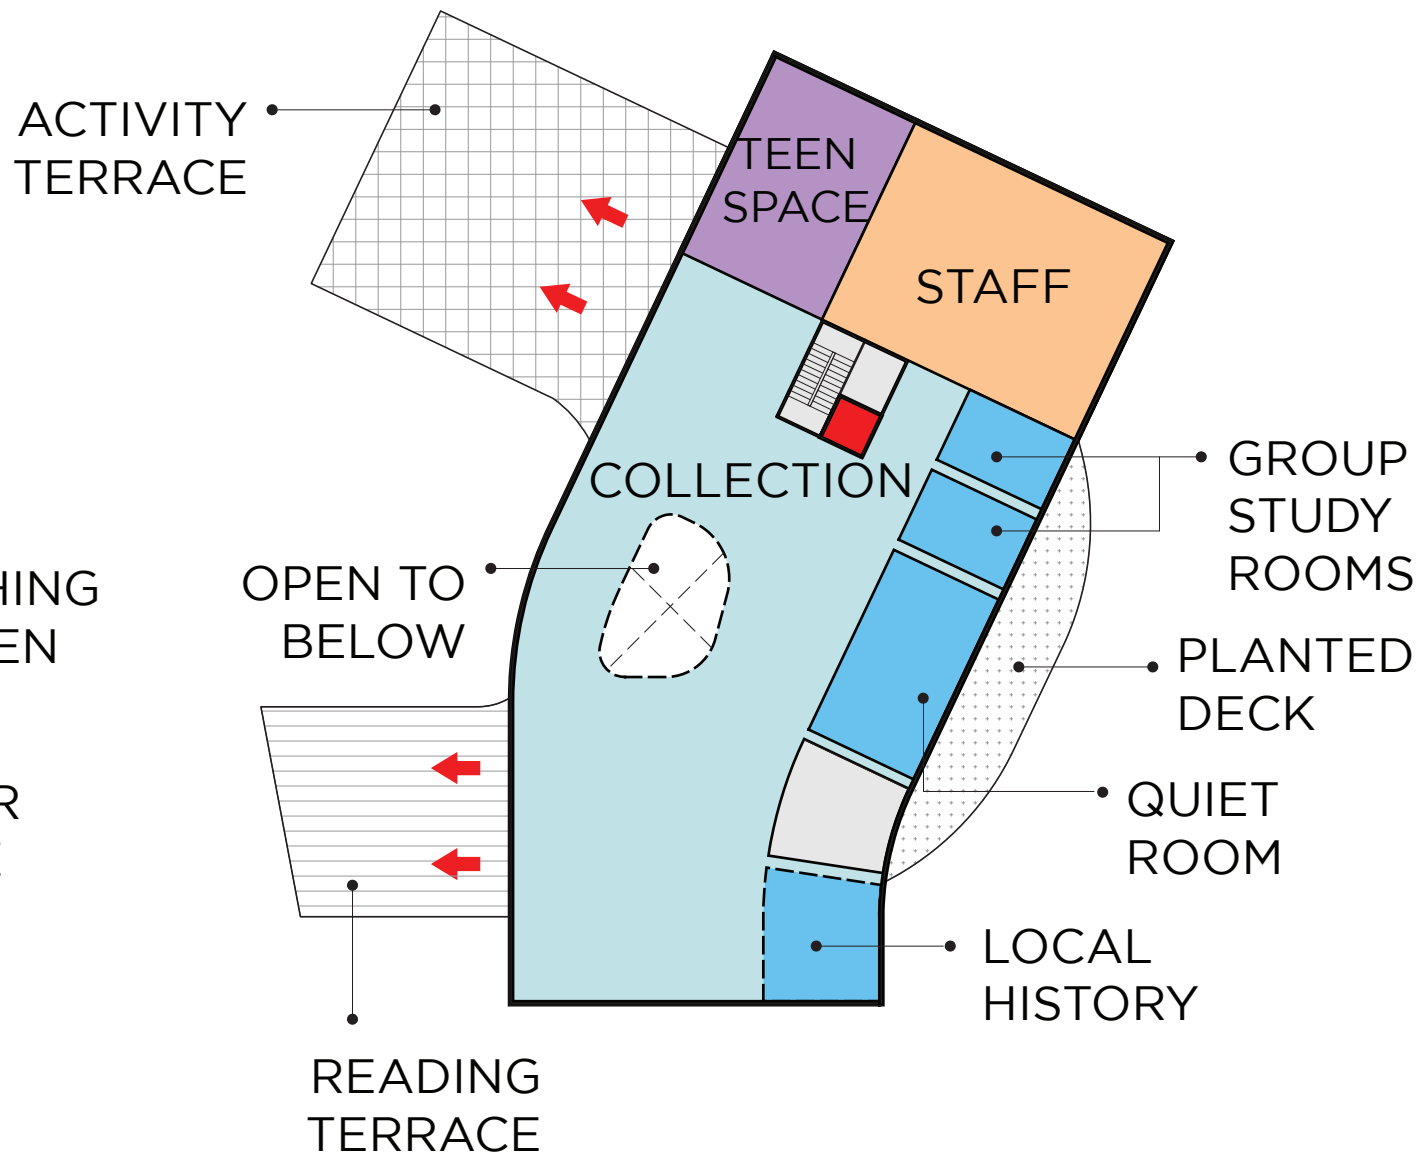 ACTIVITY
TERRACE
TEEN
SPACE
STAFF
COLLECTION
GROUP
STUDY
ROOMS
OPEN TO
BELOW
PLANTED
DECK
QUIET
ROOM
LOCAL
HISTORY
READING
TERRACE